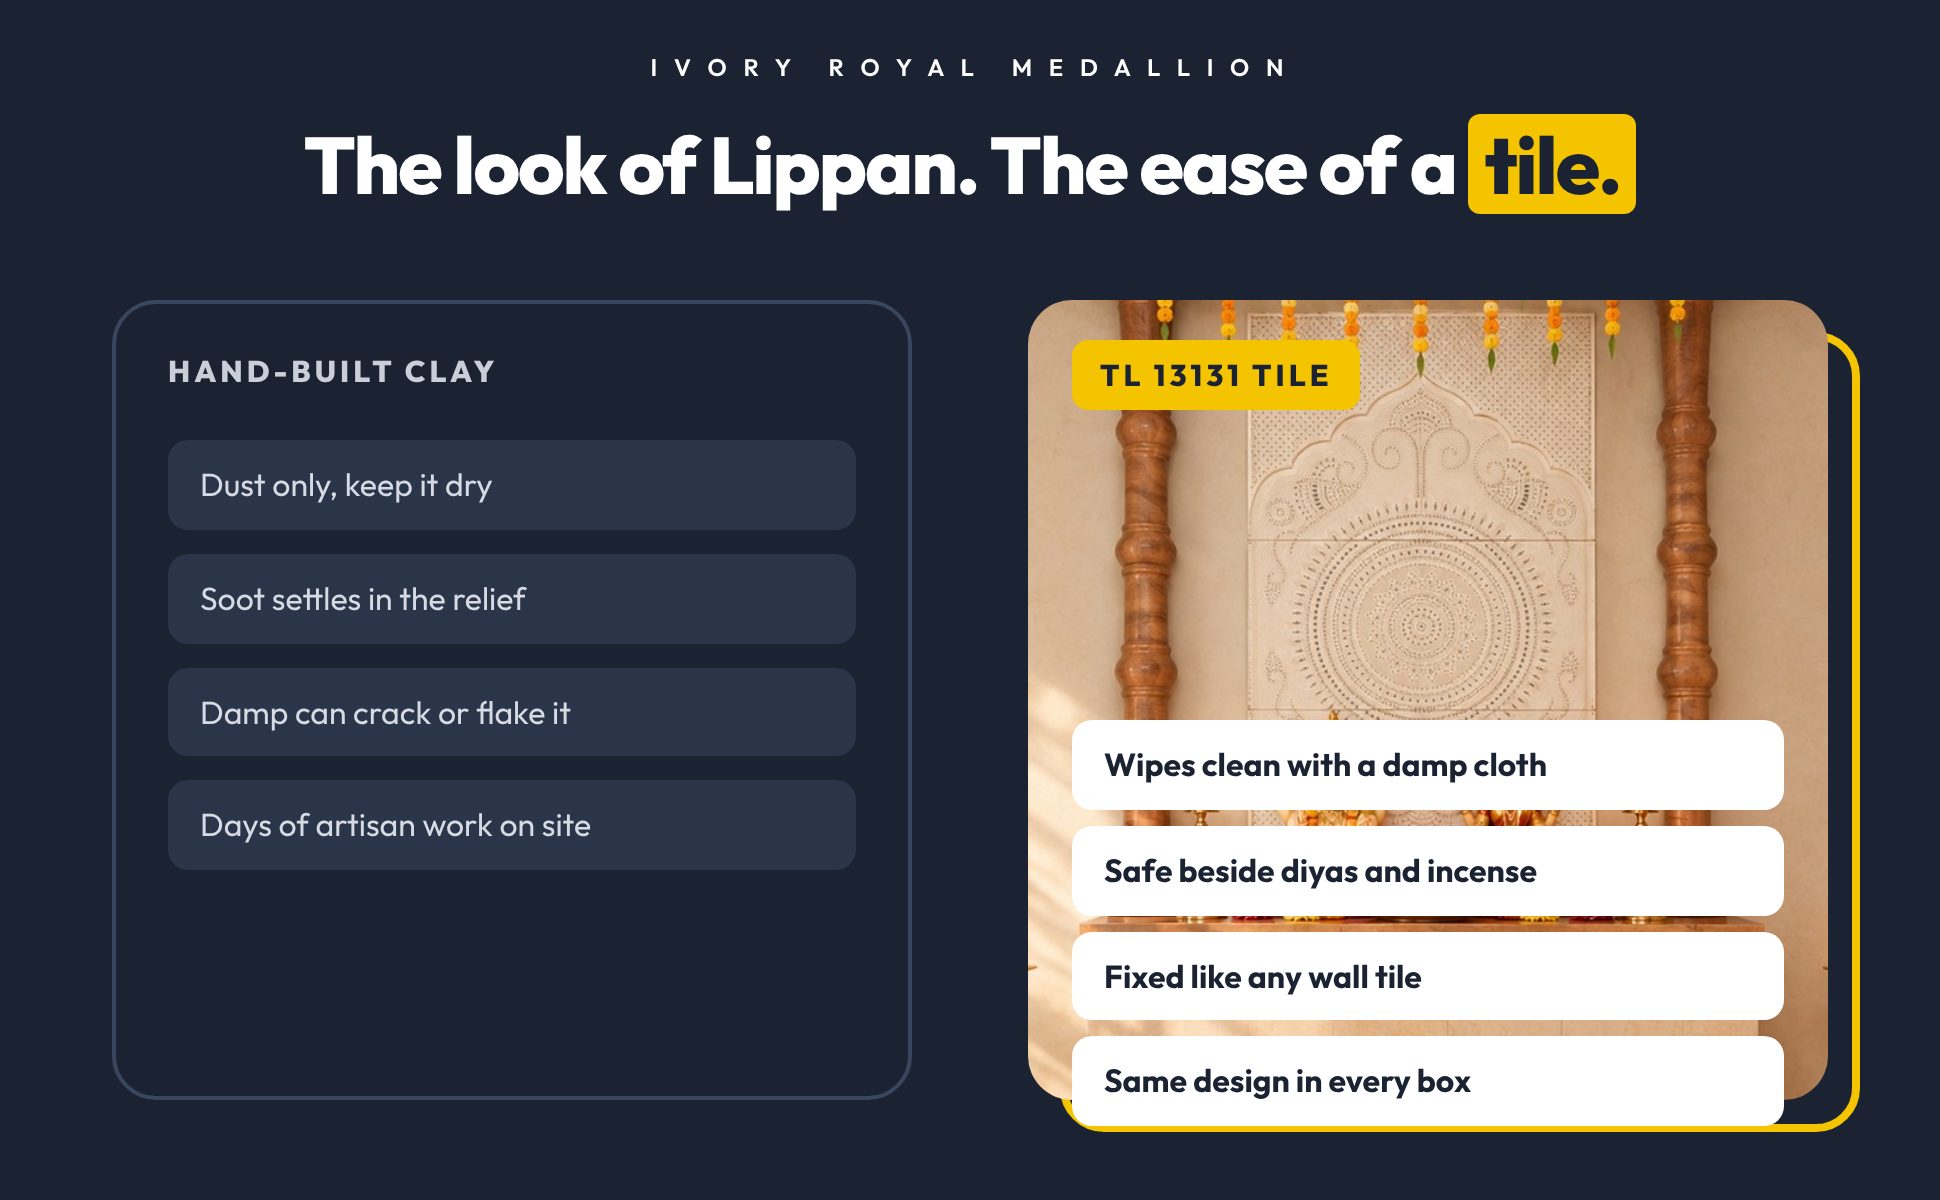 IVORY ROYAL MEDALLION
The look of Lippan. The ease of a tile.
HAND-BUILT CLAY
Dust only, keep it dry
Soot settles in the relief
Damp can crack or flake it
Days of artisan work on site
TL 13131 TILE
Wipes clean with a damp cloth
Safe beside diyas and incense
Fixed like any wall tile
Same design in every box